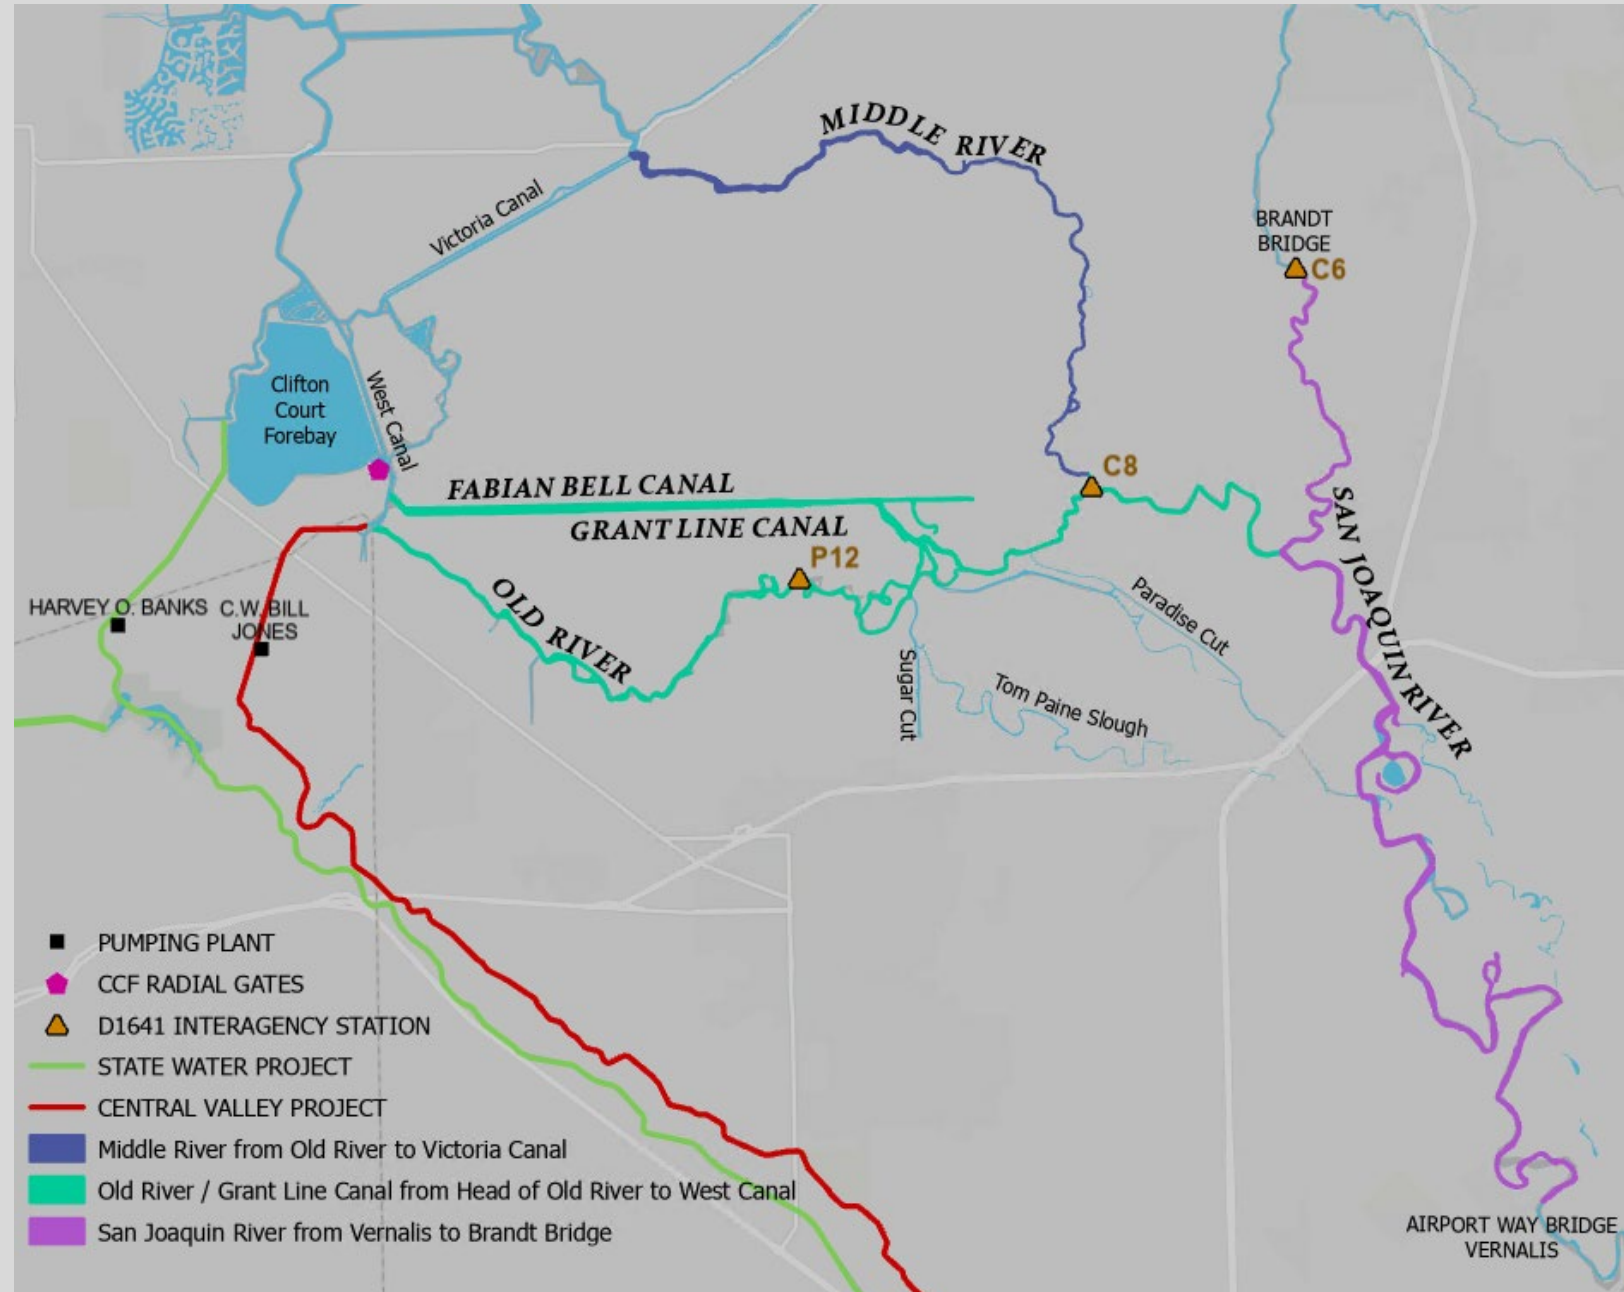 MIDDLE RIVER
Victoria Canal
BRANDT
BRIDGE
C6
Clifton
Court
Forebay
West Canal
C8
FABIAN BELL CANAL
GRANT LINE CANAL
SAN JOAQUIN RIVER
P12
OLD RIVER
Paradise Cut
HARVEY O. BANKS
C.W. BILL
JONES
Sugar Cut
Tom Paine Slough
PUMPING PLANT
CCF RADIAL GATES
D1641 INTERAGENCY STATION
STATE WATER PROJECT
CENTRAL VALLEY PROJECT
Middle River from Old River to Victoria Canal
Old River / Grant Line Canal from Head of Old River to West Canal
San Joaquin River from Vernalis to Brandt Bridge
AIRPORT WAY BRIDGE
VERNALIS